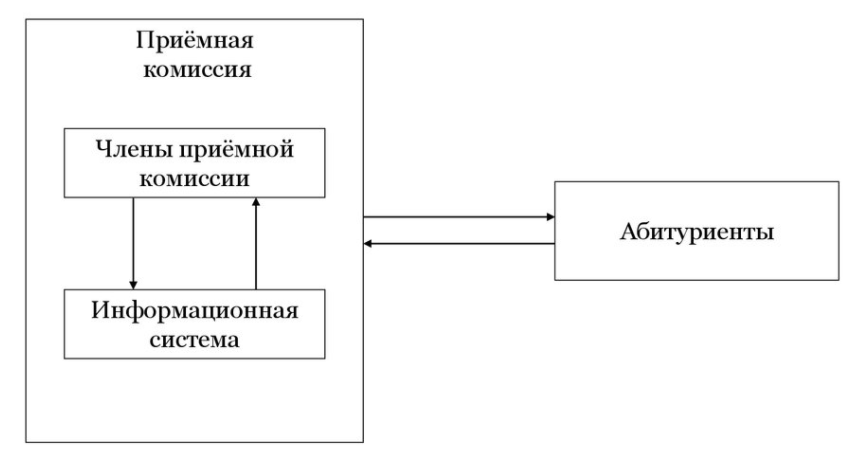 Приёмная
комиссия
Члены приёмной
комиссии
Информационная
система
Абитуриенты